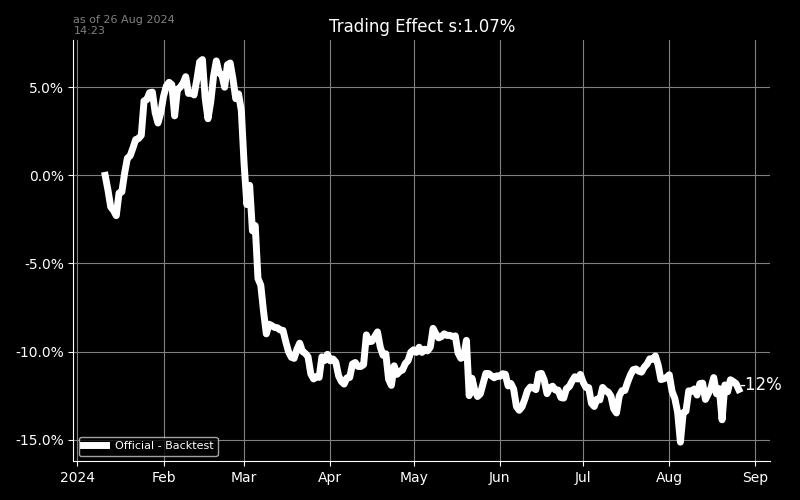 as of 26 Aug 2024
14:23
Trading Effect s:1.07%
5.0%
0.0%
-5.0%
-10.0%
-15.0%
-12%
Official - Backtest
2024 Feb Mar Apr May Jun Jul Aug Sep